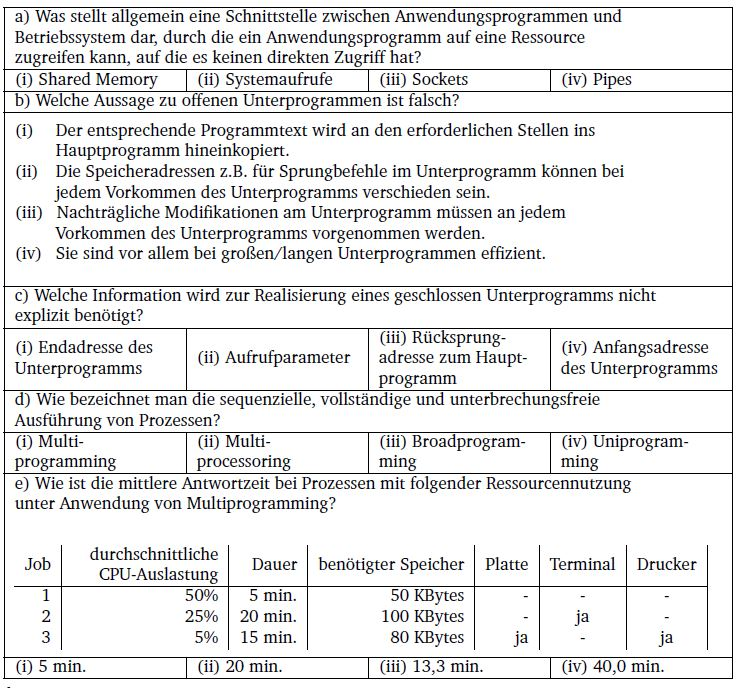 a) Was stellt allgemein eine Schnittstelle zwischen Anwendungsprogrammen und
Betriebssystem dar, durch die ein Anwendungsprogramm auf eine Ressource
zugreifen kann, auf die es keinen direkten Zugriff hat?
(i) Shared Memory (ii) Systemaufrufe (iii) Sockets (iv) Pipes
b) Welche Aussage zu offenen Unterprogrammen ist falsch?
(i) Der entsprechende Programmtext wird an den erforderlichen Stellen ins
Hauptprogramm hineinkopiert.
(ii) Die Speicheradressen z.B. für Sprungbefehle im Unterprogramm können bei
jedem Vorkommen des Unterprogramms verschieden sein.
(iii) Nachträgliche Modifikationen am Unterprogramm müssen an jedem
Vorkommen des Unterprogramms vorgenommen werden.
(iv) Sie sind vor allem bei großen/langen Unterprogrammen effizient.
c) Welche Information wird zur Realisierung eines geschlossen Unterprogramms nicht
explizit benötigt?
(i) Endadresse des
Unterprogramms
(ii) Aufrufparameter
(iii) Rücksprung-
adresse zum Haupt-
programm
(iv) Anfangsadresse
des Unterprogramms
d) Wie bezeichnet man die sequenzielle, vollständige und unterbrechungsfreie
Ausführung von Prozessen?
(i) Multi-
programming
(ii) Multi-
processoring
(iii) Broadprogram-
ming
(iv) Uniprogram-
ming
e) Wie ist die mittlere Antwortzeit bei Prozessen mit folgender Ressourcennutzung
unter Anwendung von Multiprogramming?
Job durchschnittliche
CPU-Auslastung Dauer benötigter Speicher Platte Terminal Drucker
1 50% 5 min. 50 KBytes - - -
2 25% 20 min. 100 KBytes - ja -
3 5% 15 min. 80 KBytes ja - ja
(i) 5 min. (ii) 20 min. (iii) 13,3 min. (iv) 40,0 min.